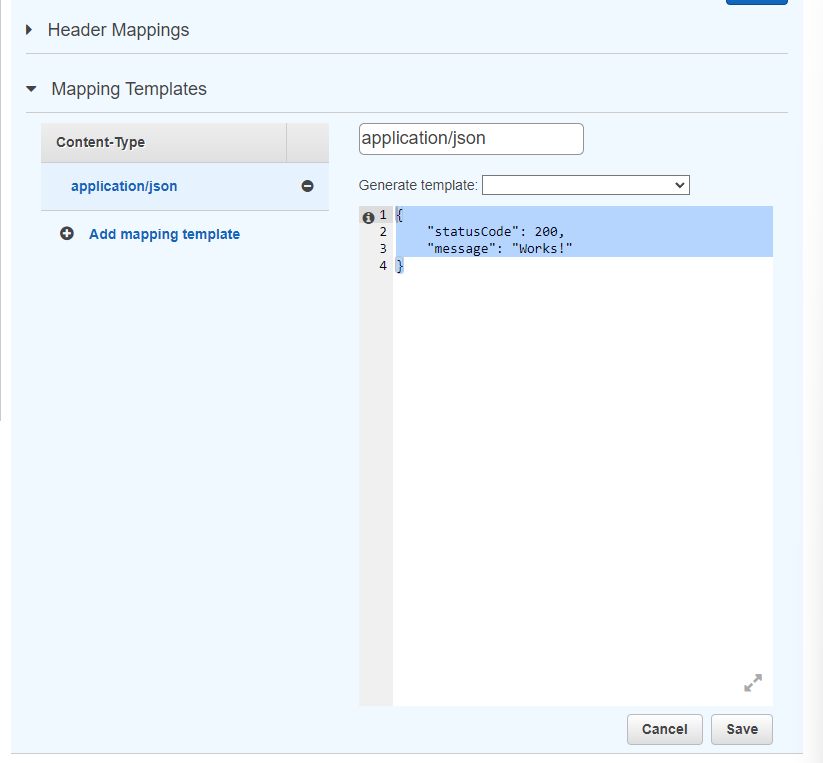 Header Mappings
Mapping Templates
Content-Type
application/json
Add mapping template
application/json
Generate template:
1 {
2 "statusCode": 200,
3 "message": "Works!"
4 }
Cancel Save